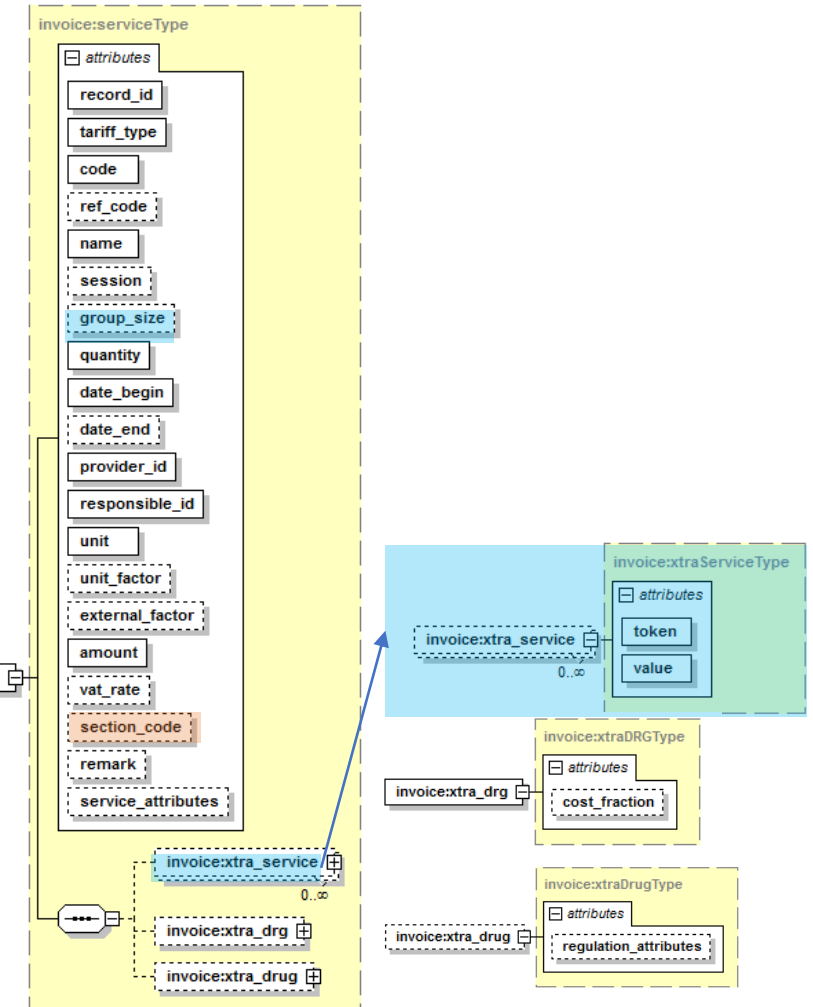 invoice:serviceType
attributes
record_id
tariff_type
code
ref_code
name
session
group_size
quantity
date_begin
date_end
provider_id
responsible_id
unit
unit_factor
external_factor
amount
vat_rate
section_code
remark
service_attributes
invoice:xtra_service
0..∞
invoice:xtra_drg
invoice:xtra_drug
invoice:xtraServiceType
attributes
invoice:xtra_service
0..∞
token
value
invoice:xtraDRGType
attributes
invoice:xtra_drg
cost_fraction
invoice:xtraDrugType
attributes
invoice:xtra_drug
regulation_attributes